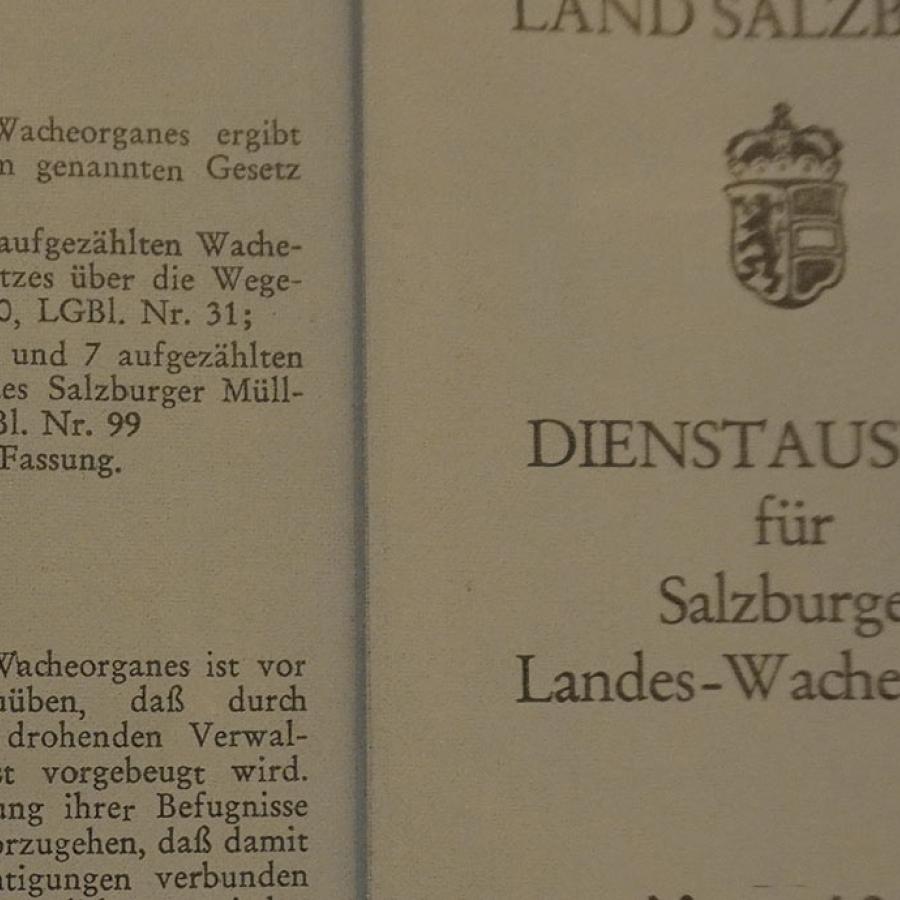 Wacheorganes ergibt
genannten Gesetz
aufgezählten Wache-
tzes über die Wege-
0, LGBl. Nr. 31;
und 7 aufgezählten
es Salzburger Müll-
Bl. Nr. 99
Fassung.
Wacheorganes ist vor
üben, daß durch
drohenden Verwal-
st vorgebeugt wird.
ung ihrer Befugnisse
orzugehen, daß damit
tigungen verbunden
LAND SALZB
DIENSTAUS
für
Salzburge
Landes-Wache